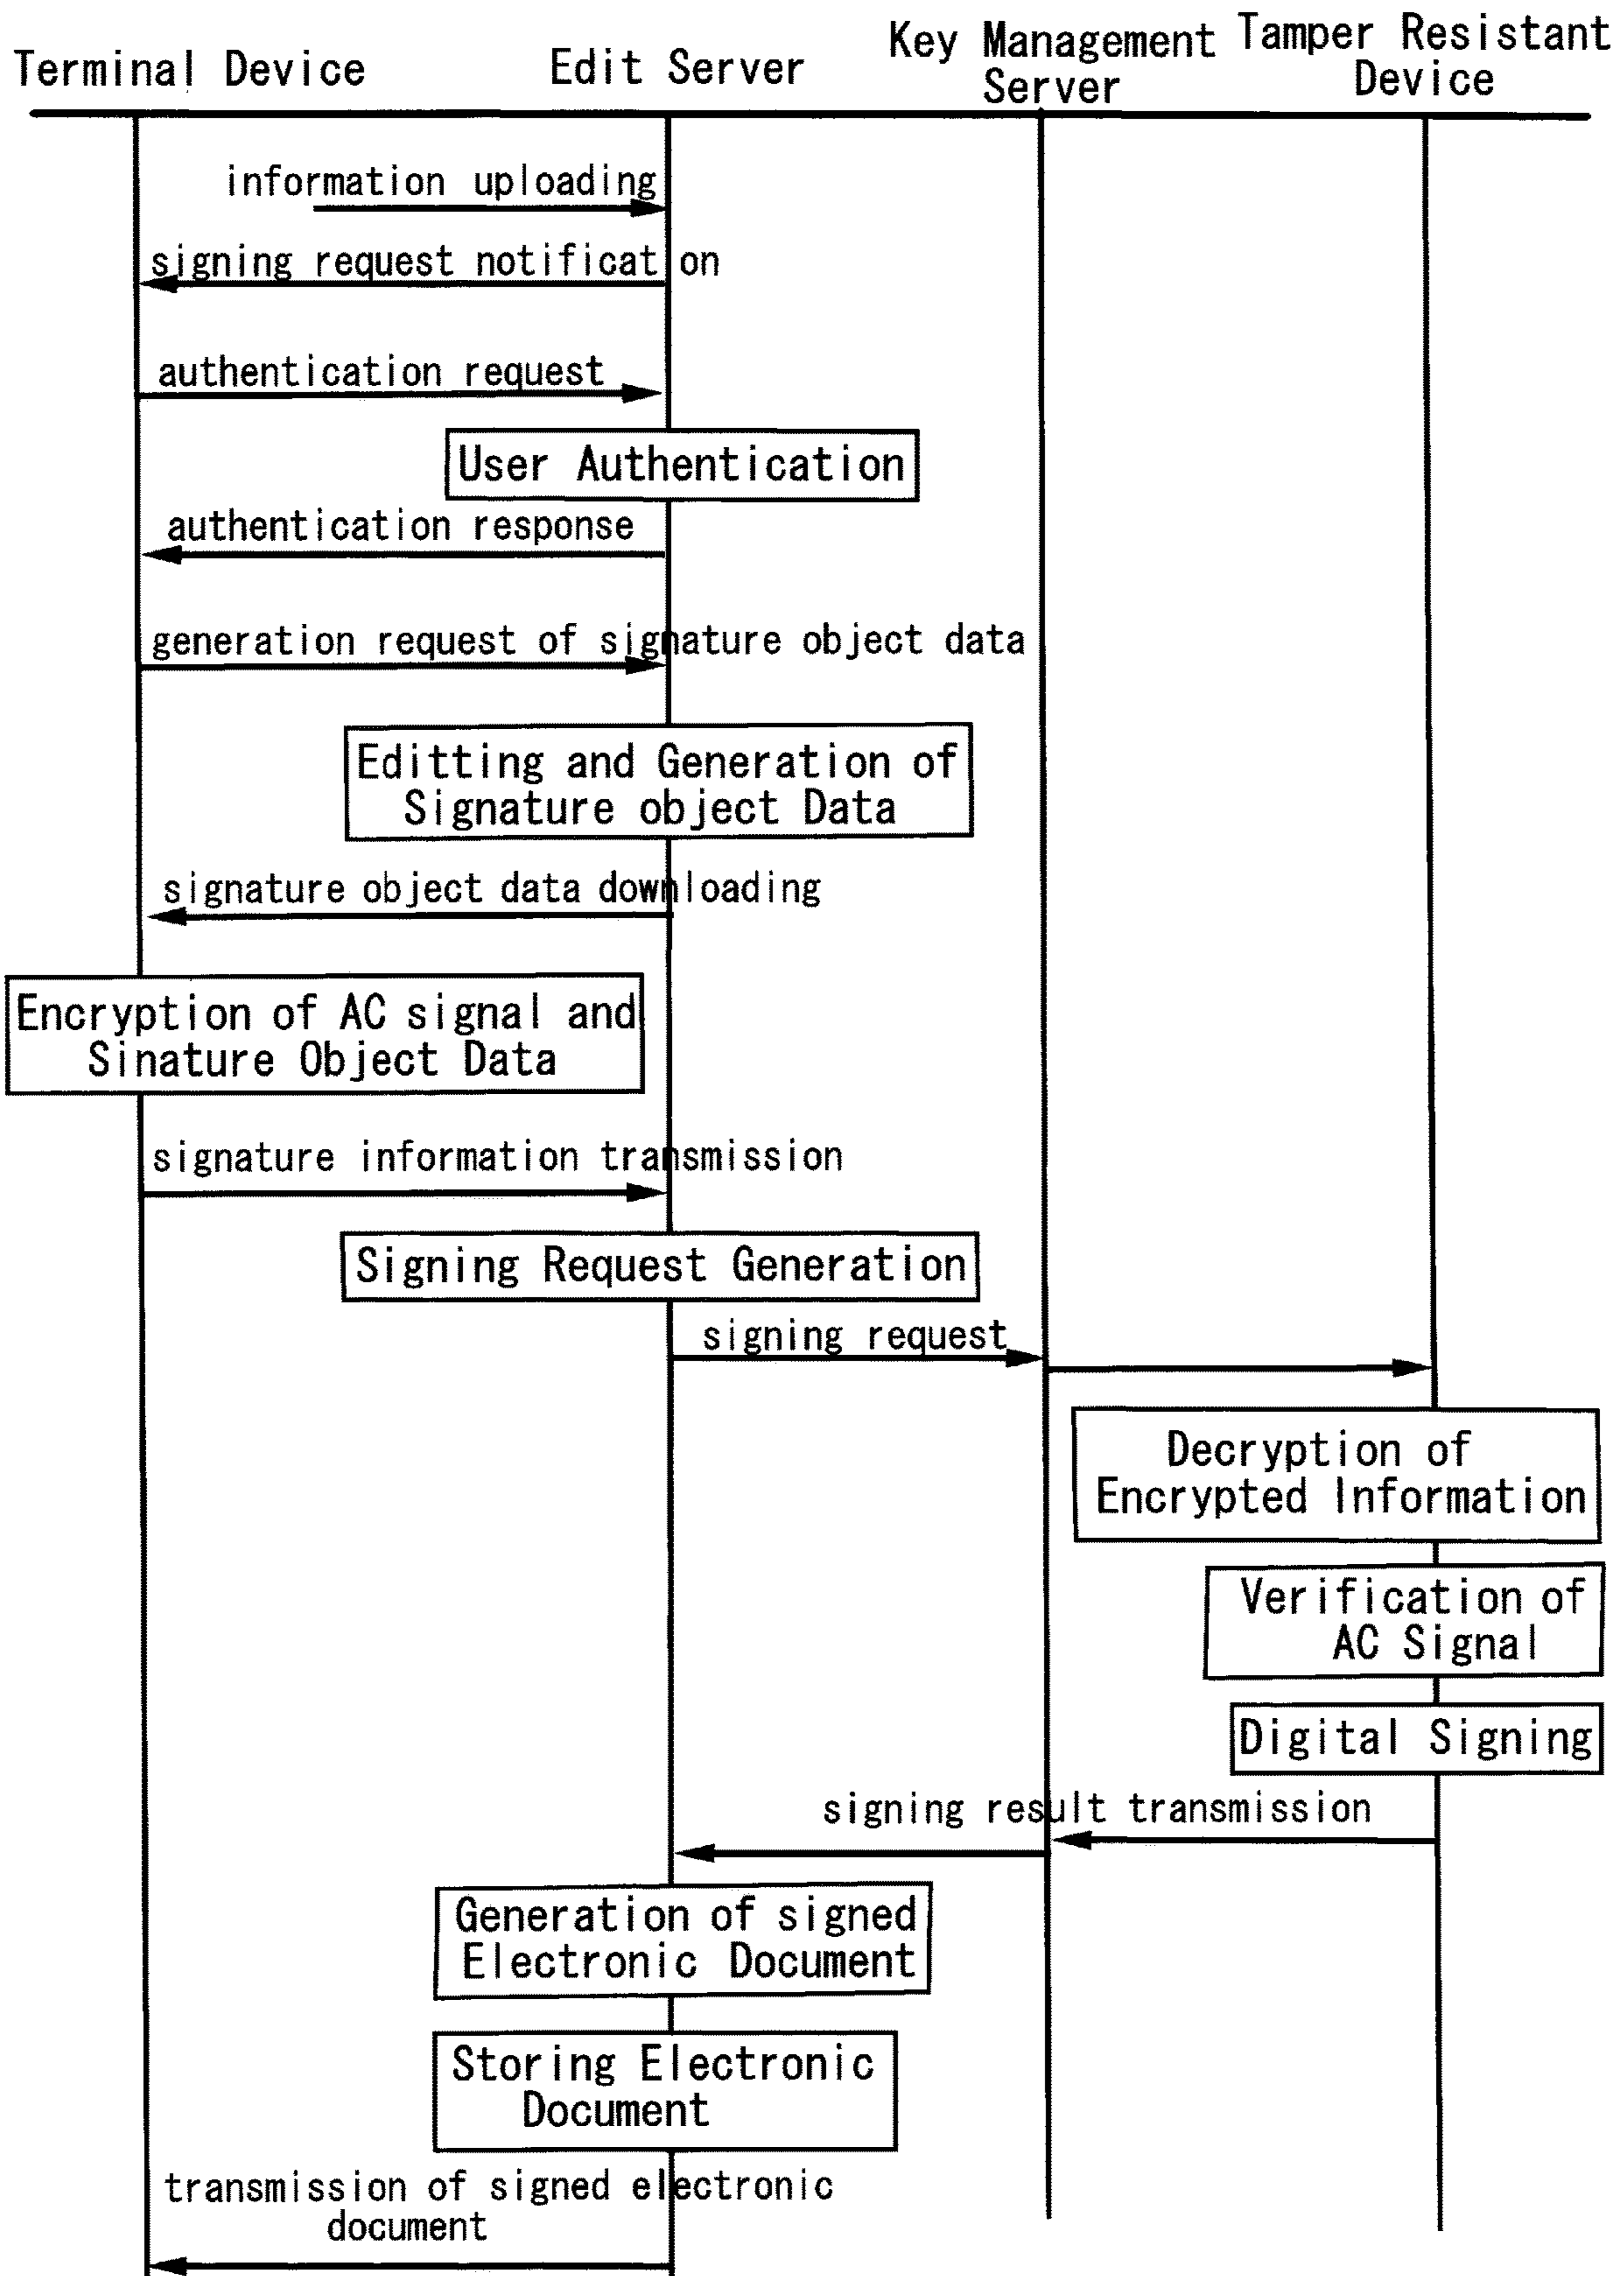 Terminal Device
Edit Server
Key Management
Server
Tamper Resistant
Device
information uploading
signing request notificat on
authentication request
User Authentication
authentication response
generation request of signature object data
Editting and Generation of
Signature object Data
signature object data downloading
Encryption of AC signal and
Sinature Object Data
signature information transmission
Signing Request Generation
signing request
Decryption of
Encrypted Information
Verification of
AC Signal
Digital Signing
signing result transmission
Generation of signed
Electronic Document
Storing Electronic
Document
transmission of signed electronic
document